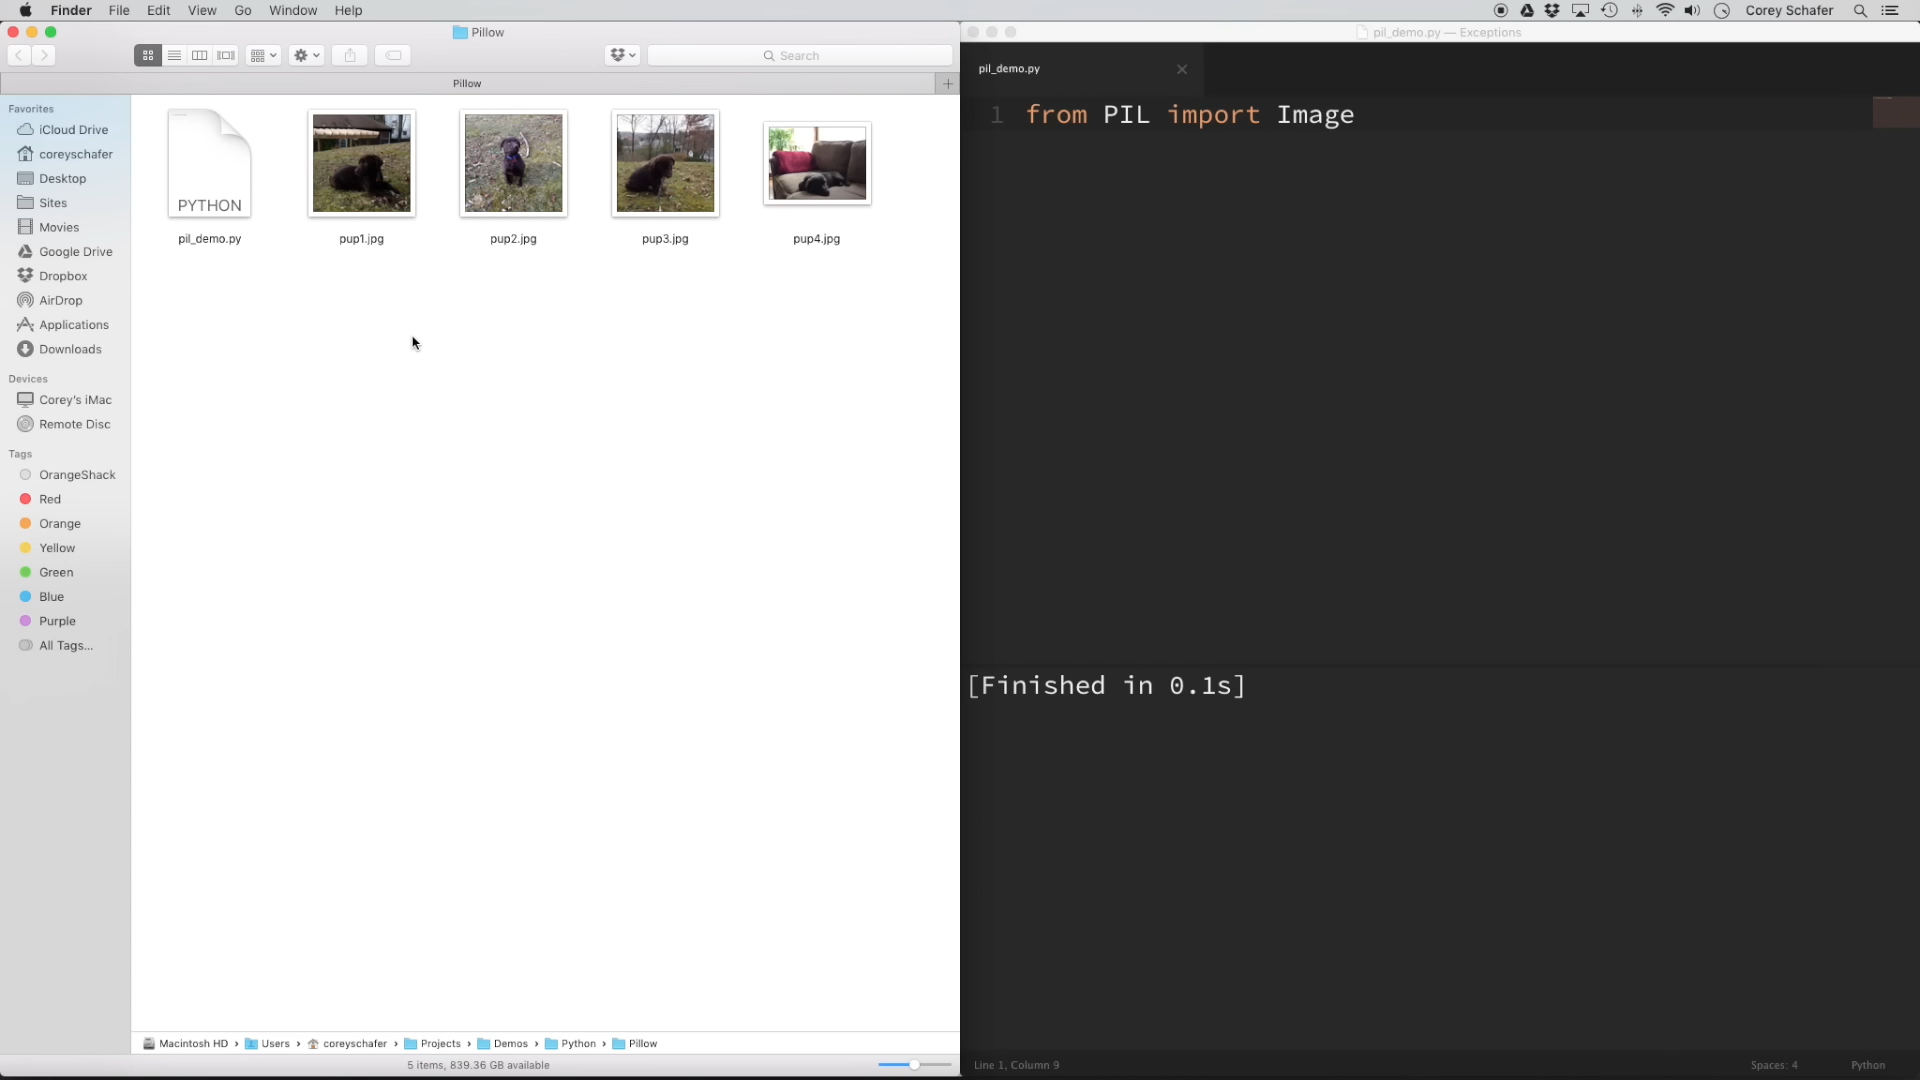 Finder File Edit View Go Window Help
Corey Schafer
Pillow
Search
Pillow
Favorites
iCloud Drive
coreyschafer
Desktop
Sites
Movies
Google Drive
Dropbox
AirDrop
Applications
Downloads
Devices
Corey's iMac
Remote Disc
Tags
OrangeShack
Red
Orange
Yellow
Green
Blue
Purple
All Tags...
PYTHON
pil_demo.py pup1.jpg pup2.jpg pup3.jpg pup4.jpg
Macintosh HD › Users › coreyschafer › Projects › Demos › Python › Pillow
5 items, 839.36 GB available
pil_demo.py — Exceptions
pil_demo.py
1 from PIL import Image
[Finished in 0.1s]
Line 1, Column 9 Spaces: 4 Python